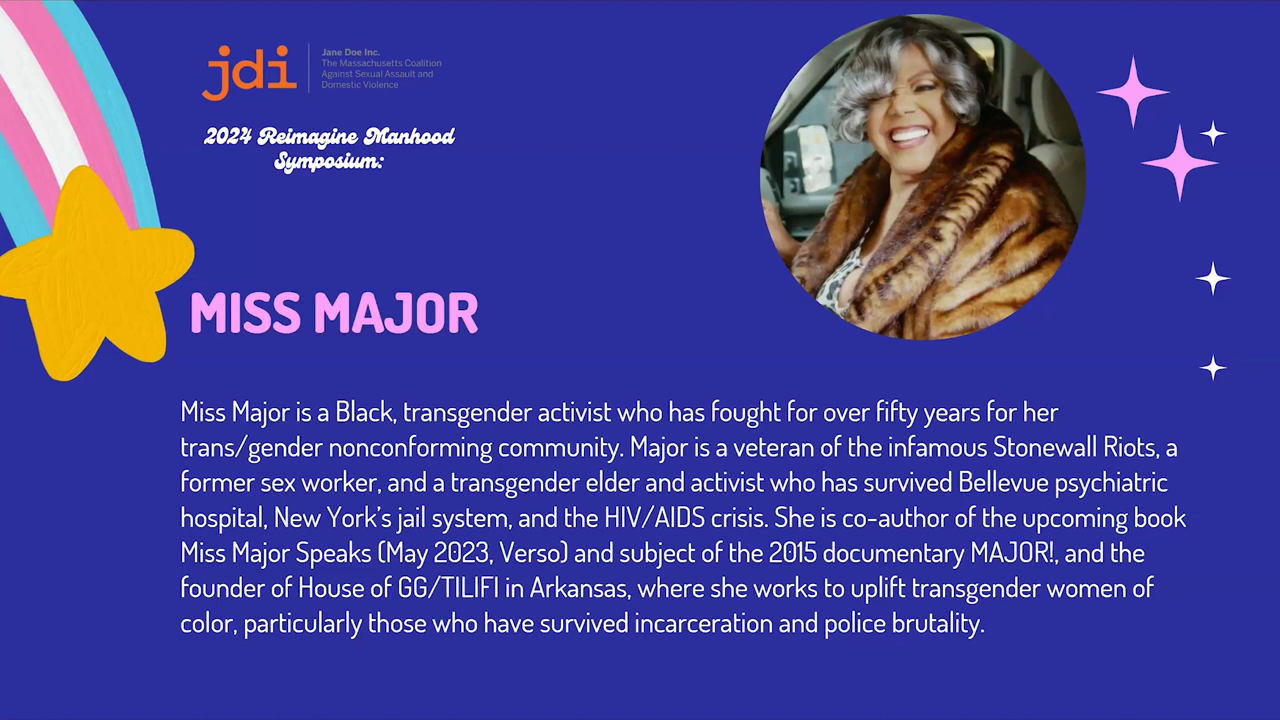 jdi
Jane Doe Inc.
The Massachusetts Coalition
Against Sexual Assault and
Domestic Violence
2024 Reimagine Manhood
Symposium:
MISS MAJOR
Miss Major is a Black, transgender activist who has fought for over fifty years for her
trans/gender nonconforming community. Major is a veteran of the infamous Stonewall Riots, a
former sex worker, and a transgender elder and activist who has survived Bellevue psychiatric
hospital, New York's jail system, and the HIV/AIDS crisis. She is co-author of the upcoming book
Miss Major Speaks (May 2023, Verso) and subject of the 2015 documentary MAJOR!, and the
founder of House of GG/TILIFI in Arkansas, where she works to uplift transgender women of
color, particularly those who have survived incarceration and police brutality.